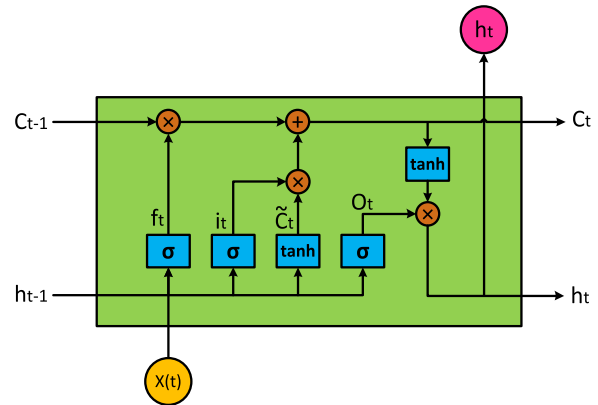 ht
Ct-1
×
+
Ct
tanh
×
ft
it
C̃t
Ot
×
σ
σ
tanh
σ
ht-1
ht
X(t)